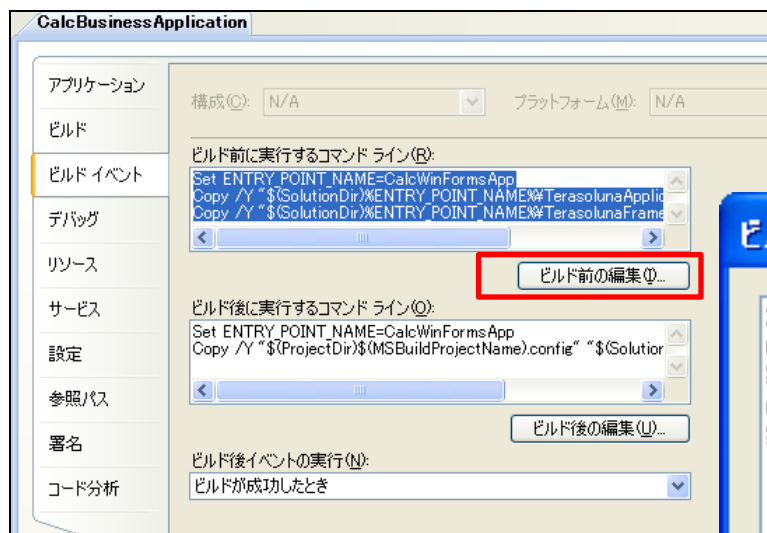 CalcBusinessApplication
アプリケーション
ビルド
ビルド イベント
デバッグ
リソース
サービス
設定
参照パス
署名
コード分析
構成(C): N/A プラットフォーム(M): N/A
ビルド前に実行するコマンド ライン(R):
Set ENTRY_POINT_NAME=CalcWinFormsApp
Copy /Y "$(SolutionDir)%ENTRY_POINT_NAME%¥TerasolunaApplic
Copy /Y "$(SolutionDir)%ENTRY_POINT_NAME%¥TerasolunaFrame
ビルド前の編集(I)...
ビルド後に実行するコマンド ライン(O):
Set ENTRY_POINT_NAME=CalcWinFormsApp
Copy /Y "$(ProjectDir)$(MSBuildProjectName).config" "$(Solution
ビルド後の編集(U)...
ビルド後イベントの実行(N):
ビルドが成功したとき
ビ